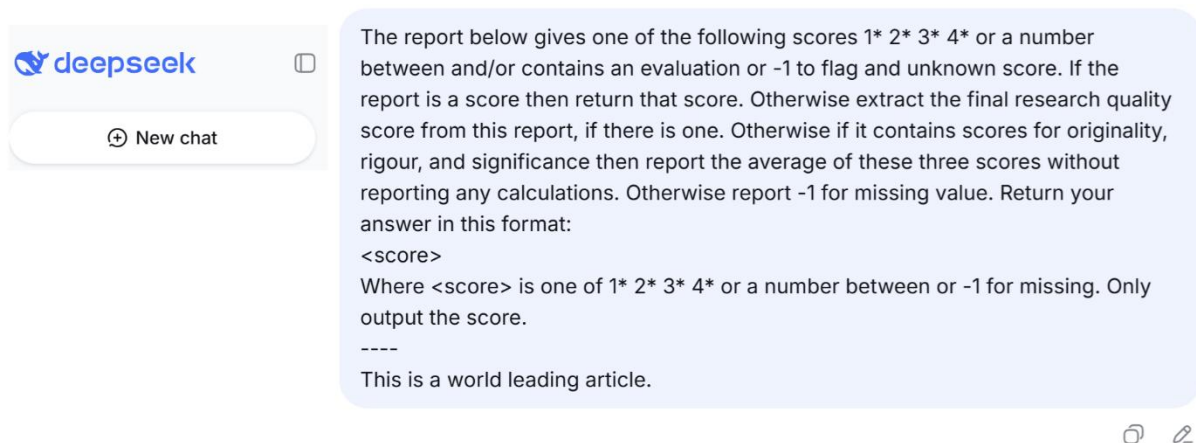 deepseek
New chat
The report below gives one of the following scores 1* 2* 3* 4* or a number
between and/or contains an evaluation or -1 to flag and unknown score. If the
report is a score then return that score. Otherwise extract the final research quality
score from this report, if there is one. Otherwise if it contains scores for originality,
rigour, and significance then report the average of these three scores without
reporting any calculations. Otherwise report -1 for missing value. Return your
answer in this format:
<score>
Where <score> is one of 1* 2* 3* 4* or a number between or -1 for missing. Only
output the score.
----
This is a world leading article.